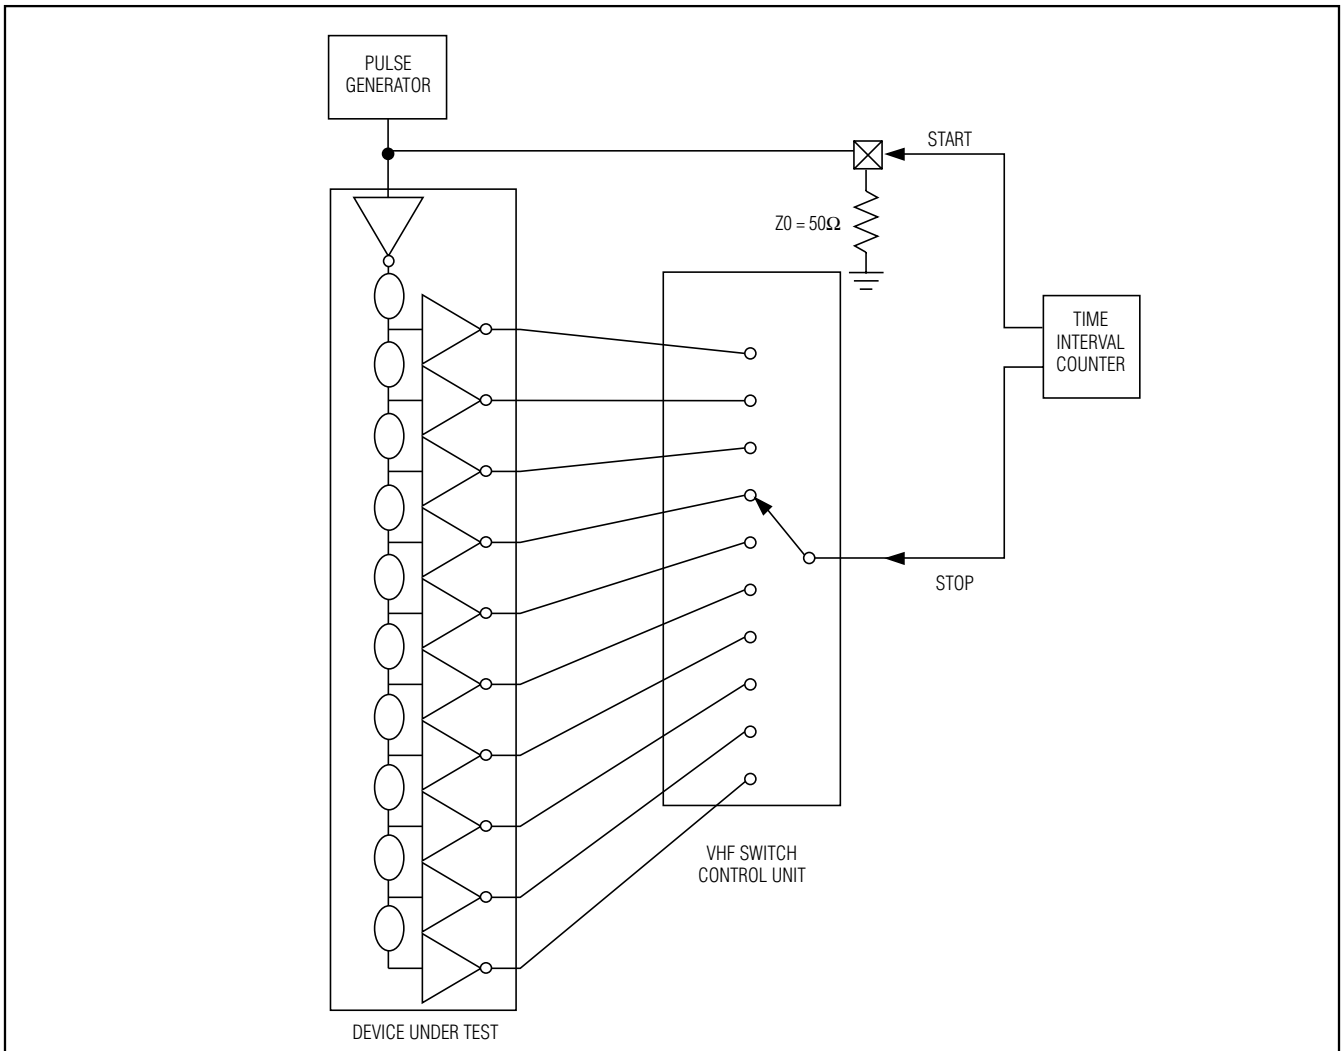 PULSE
GENERATOR
START
Z0 = 50Ω
TIME
INTERVAL
COUNTER
STOP
VHF SWITCH
CONTROL UNIT
DEVICE UNDER TEST